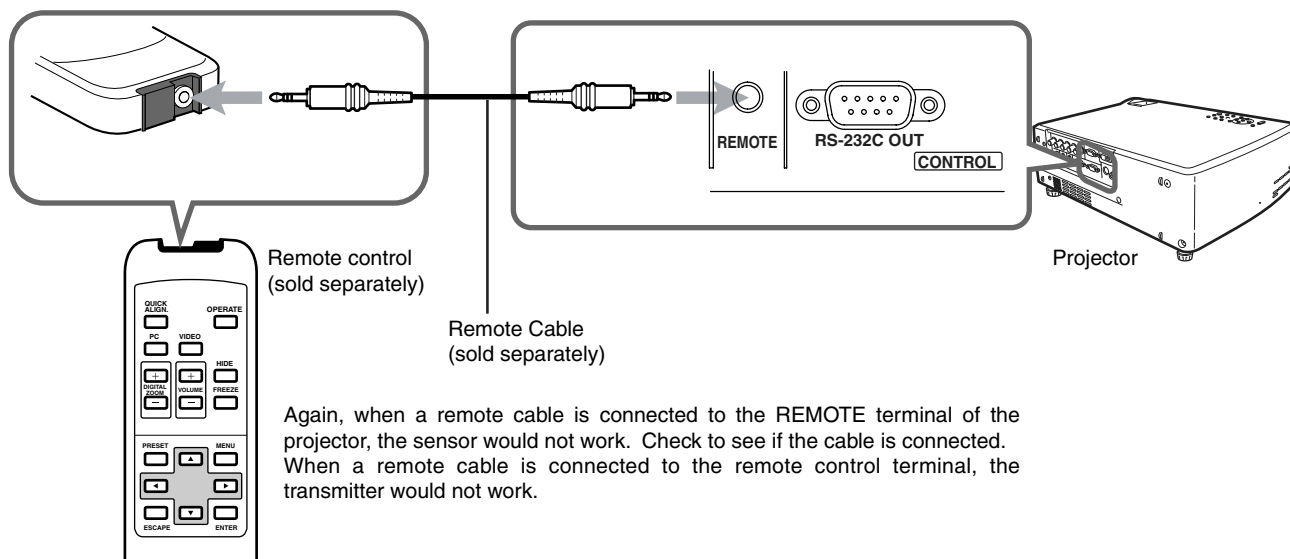 REMOTE
RS-232C OUT
CONTROL
Projector
Remote control
(sold separately)
Remote Cable
(sold separately)
QUICK
ALIGN.
OPERATE
PC
VIDEO
HIDE
DIGITAL
ZOOM
VOLUME
FREEZE
PRESET
MENU
ESCAPE
ENTER
Again, when a remote cable is connected to the REMOTE terminal of the
projector, the sensor would not work. Check to see if the cable is connected.
When a remote cable is connected to the remote control terminal, the
transmitter would not work.